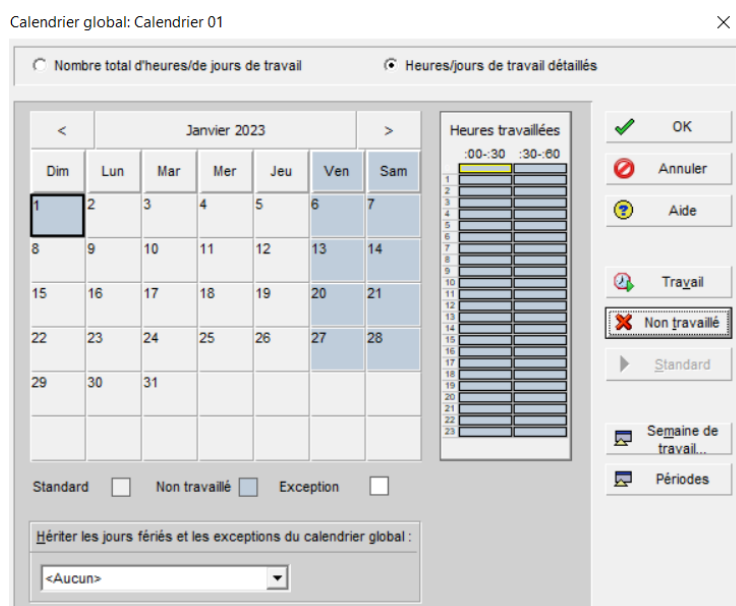 Calendrier global: Calendrier 01
Nombre total d'heures/de jours de travail
Heures/jours de travail détaillés
< Janvier 2023 >
Dim Lun Mar Mer Jeu Ven Sam
1 2 3 4 5 6 7
8 9 10 11 12 13 14
15 16 17 18 19 20 21
22 23 24 25 26 27 28
29 30 31
Standard Non travaillé Exception
Hériter les jours fériés et les exceptions du calendrier global :
<Aucun>
Heures travaillées
:00-:30 :30-:60
1
2
3
4
5
6
7
8
9
10
11
12
13
14
15
16
17
18
19
20
21
22
23
OK
Annuler
Aide
Travail
Non travaillé
Standard
Semaine de
travail...
Périodes